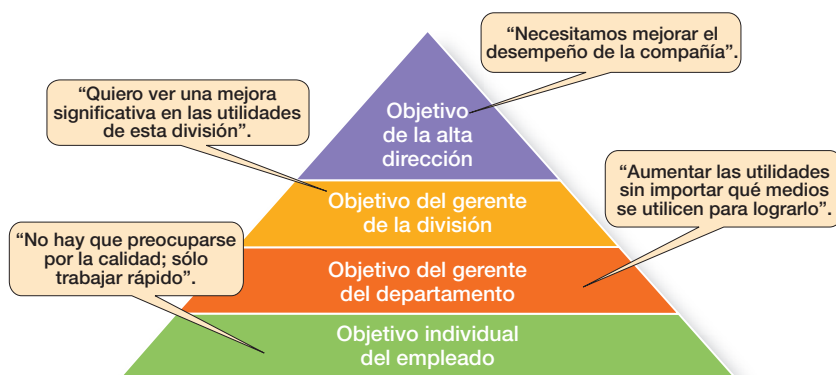 “Necesitamos mejorar el
desempeño de la compañía”.
“Quiero ver una mejora
significativa en las utilidades
de esta división”.
Objetivo
de la alta
dirección
“Aumentar las utilidades
sin importar qué medios
se utilicen para lograrlo”.
Objetivo del gerente
de la división
“No hay que preocuparse
por la calidad; sólo
trabajar rápido”.
Objetivo del gerente
del departamento
Objetivo individual
del empleado